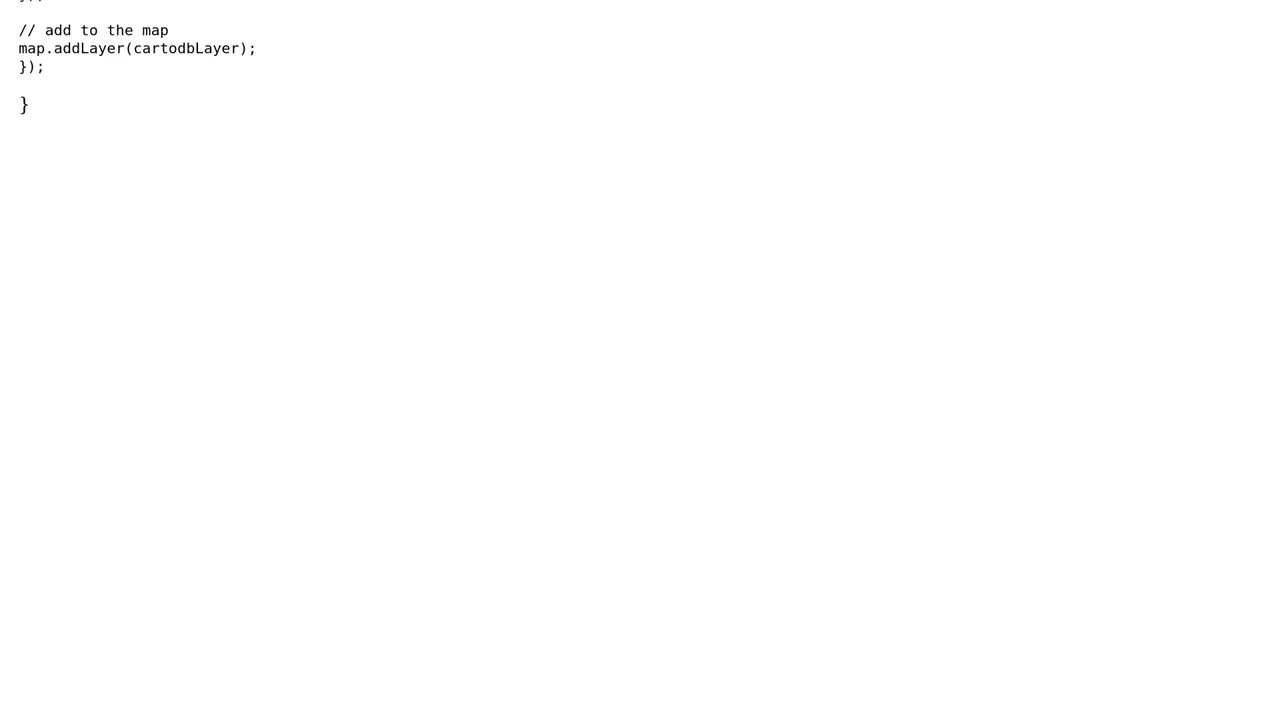 // add to the map
map.addLayer(cartodbLayer);
});
}